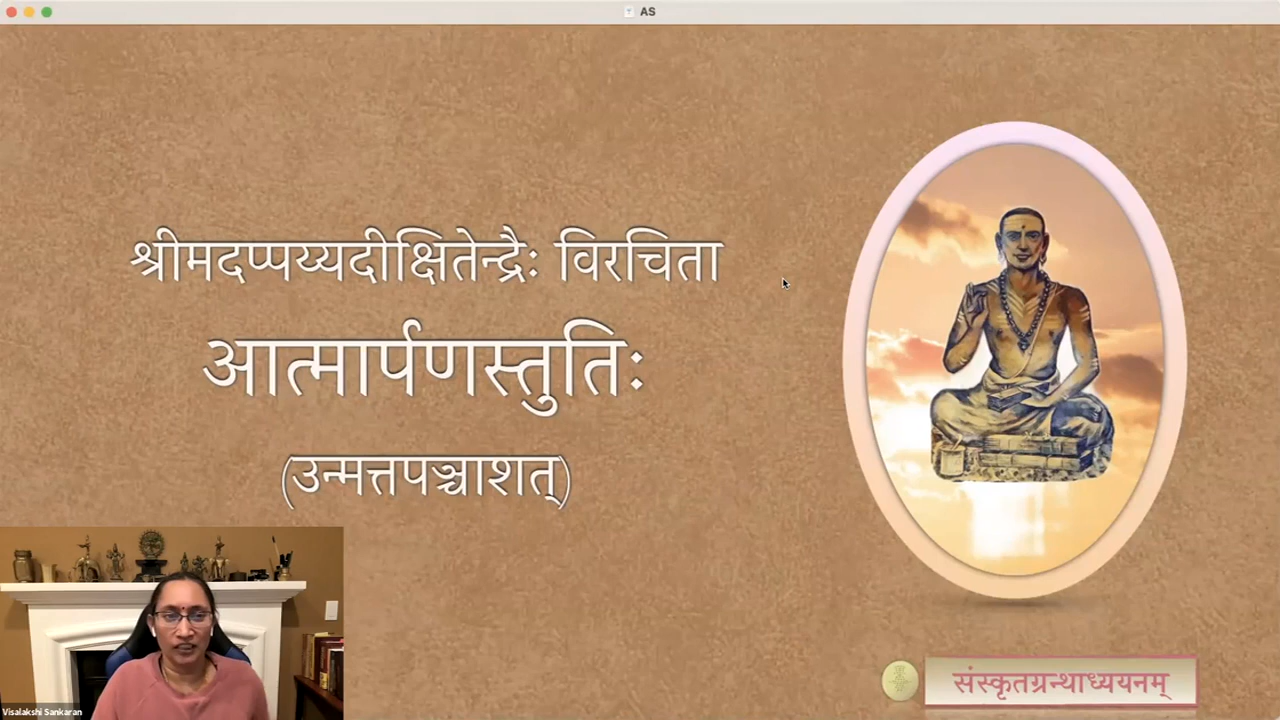 AS
श्रीमदप्पय्यदीक्षितेन्द्रैः विरचिता
आत्मार्पणस्तुतिः
(उन्मत्तपञ्चाशत्)
संस्कृतग्रन्थाध्ययनम्
Visalakshi Sankaran